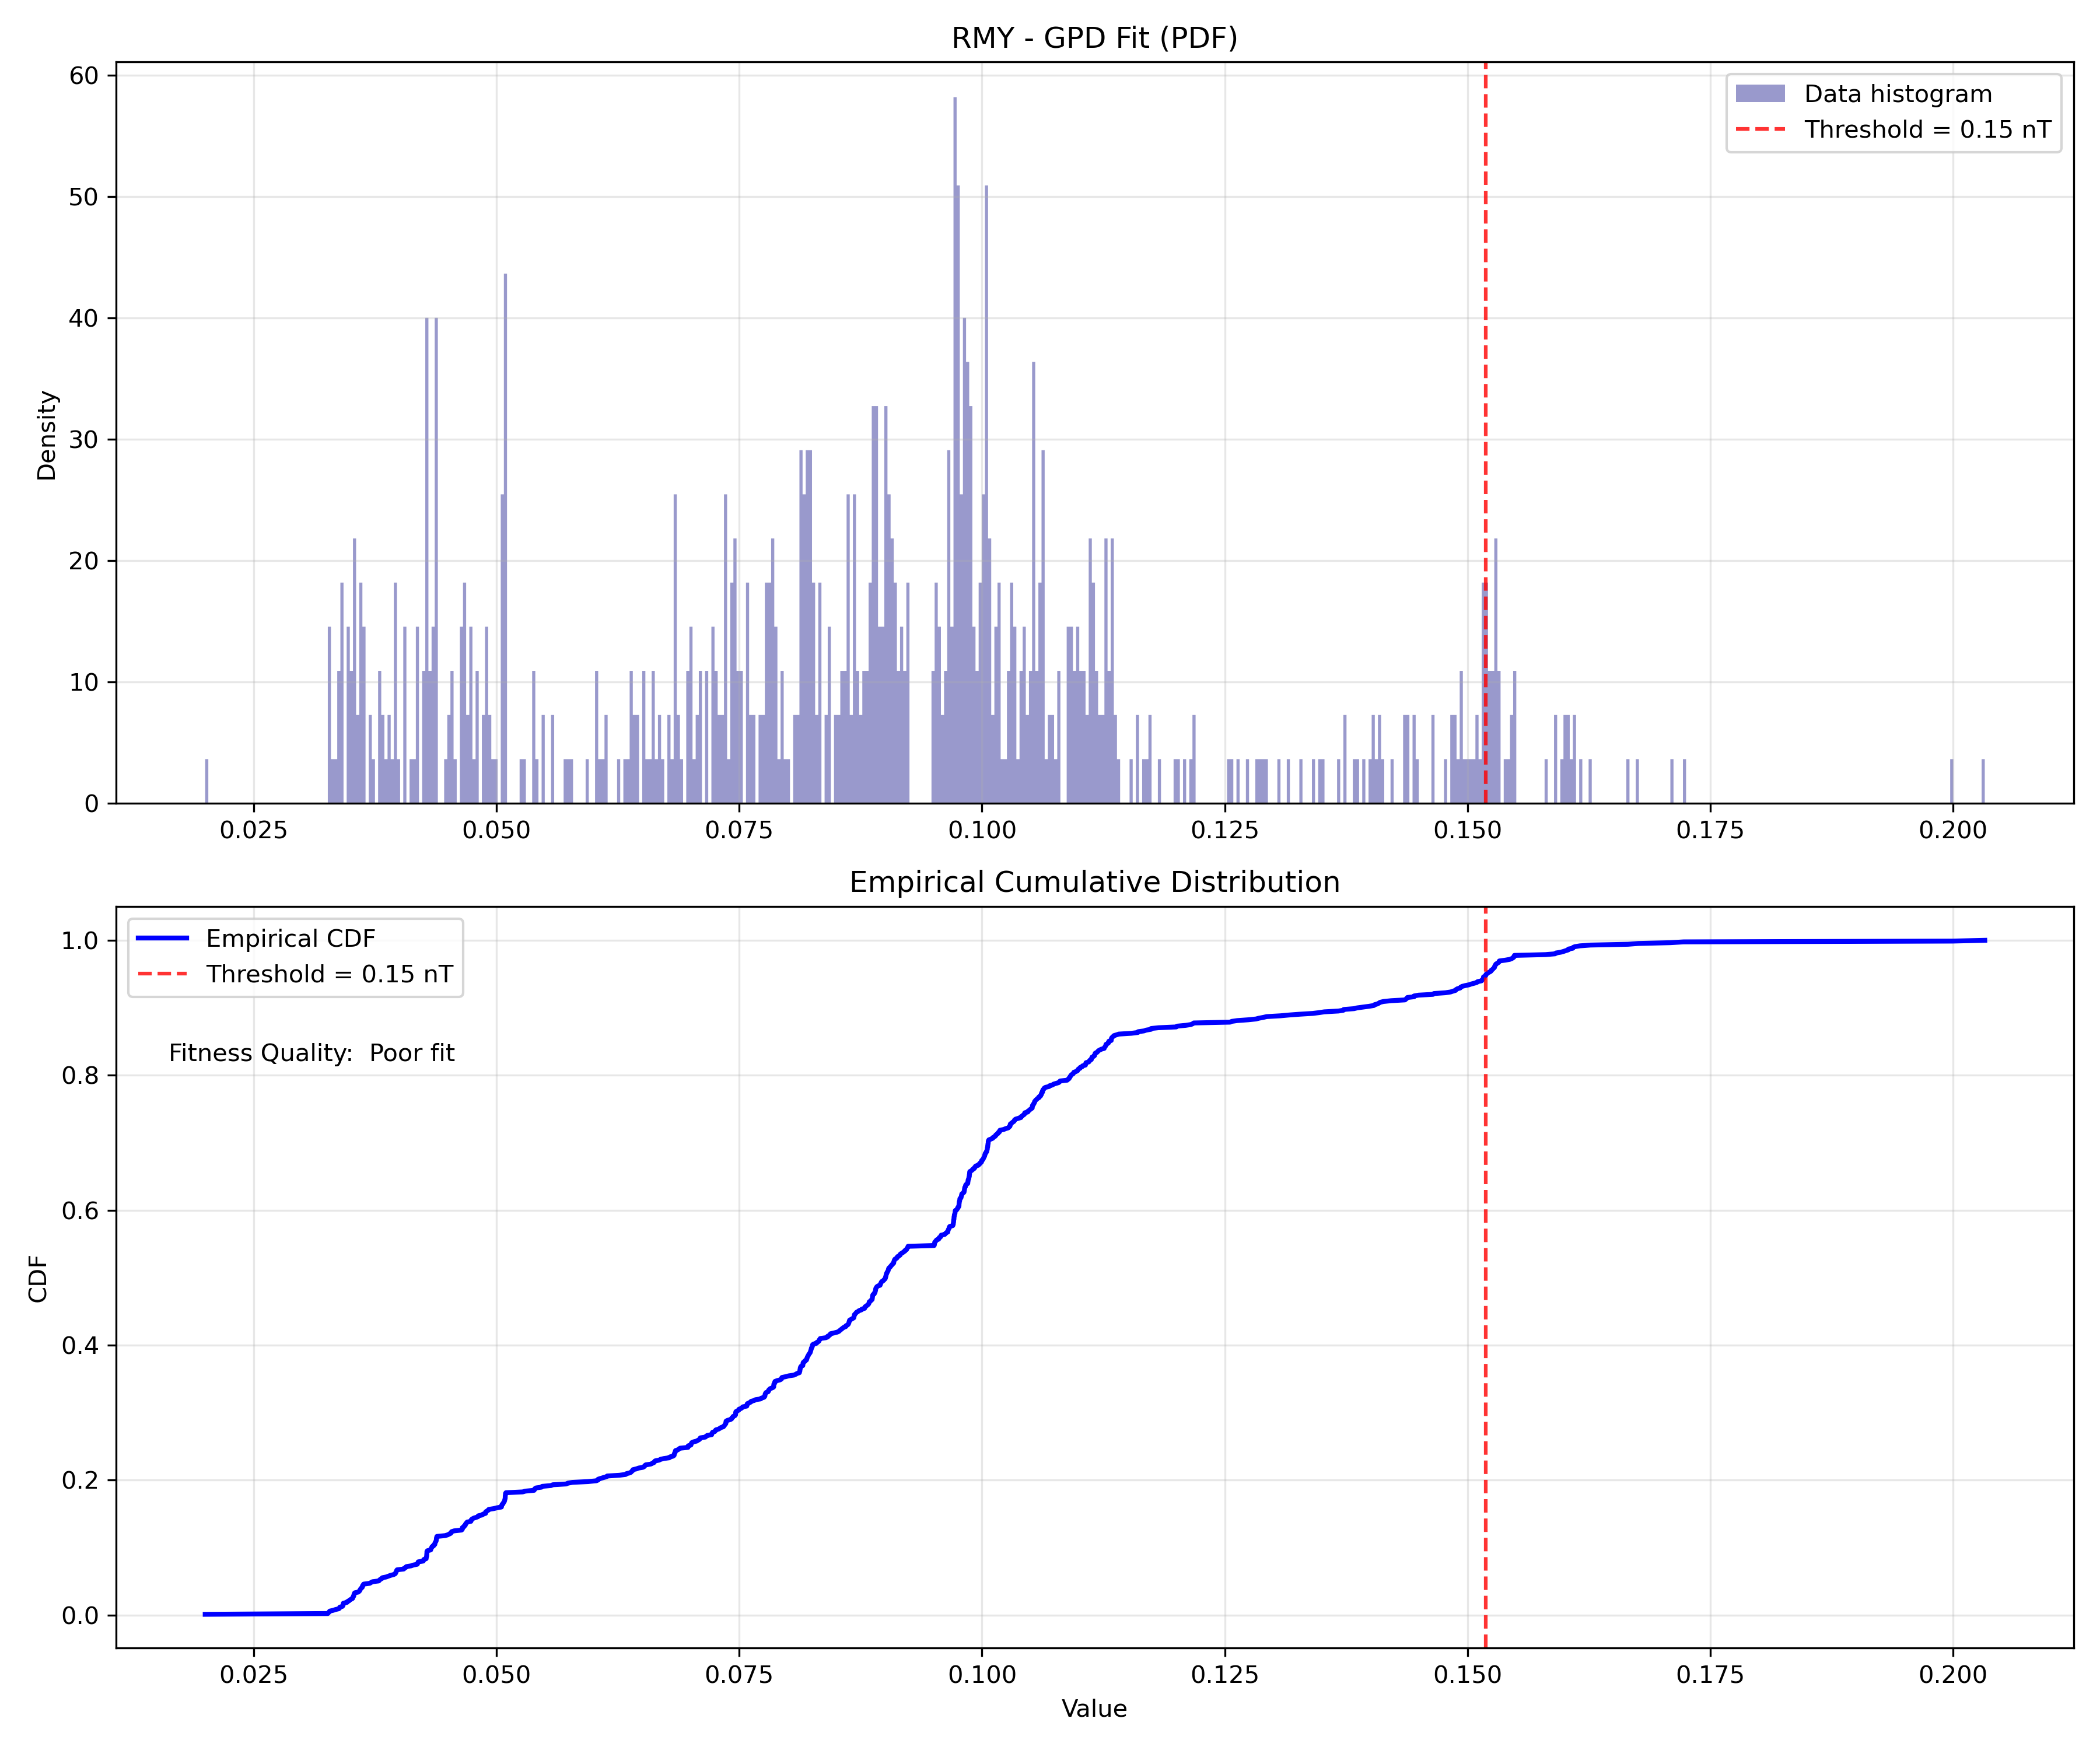 RMY - GPD Fit (PDF)
60
50
40
30
20
10
0
Density
Data histogram
Threshold = 0.15 nT
0.025 0.050 0.075 0.100 0.125 0.150 0.175 0.200
Empirical Cumulative Distribution
1.0
0.8
0.6
0.4
0.2
0.0
CDF
Empirical CDF
Threshold = 0.15 nT
Fitness Quality:  Poor fit
0.025 0.050 0.075 0.100 0.125 0.150 0.175 0.200
Value